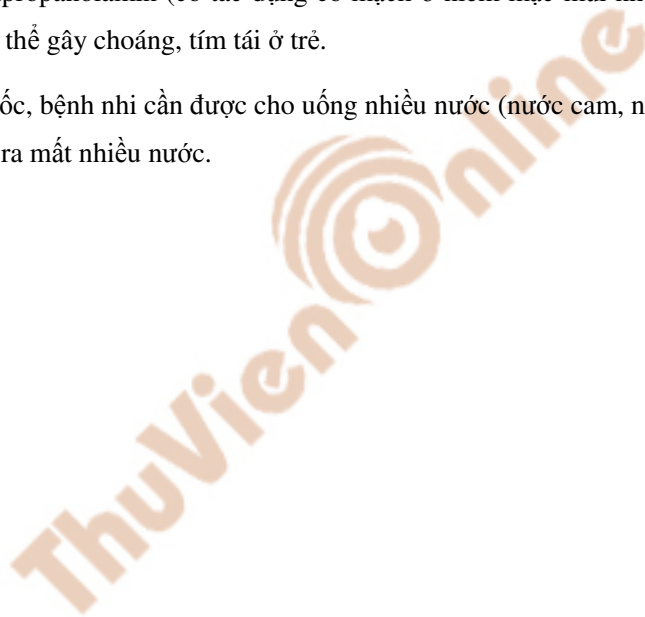 thể gây choáng, tím tái ở trẻ.
ốc, bệnh nhi cần được cho uống nhiều nước (nước cam, n
ra mất nhiều nước.
ThuVienOnline